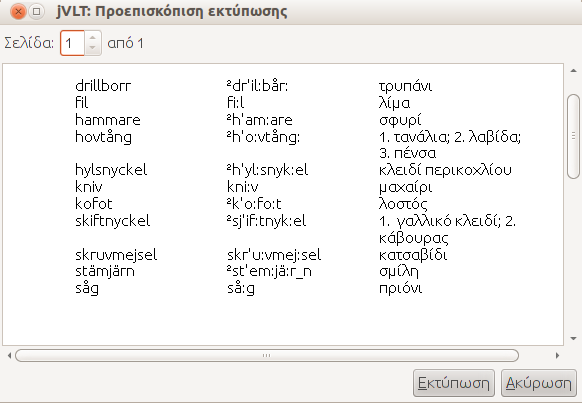 jVLT: Προεπισκόπιση εκτύπωσης
Σελίδα: 1 από 1
drillborr ²dr'il:bår: τρυπάνι
fil fi:l λίμα
hammare ²h'am:are σφυρί
hovtång ²h'o:vtång: 1. τανάλια; 2. λαβίδα;
3. πένσα
hylsnyckel ²h'yl:snyk:el κλειδί περικοχλίου
kniv kni:v μαχαίρι
kofot ²k'o:fo:t λοστός
skiftnyckel ²sj'if:tnyk:el 1. γαλλικό κλειδί; 2.
κάβουρας
skruvmejsel skr'u:vmej:sel κατσαβίδι
stämjärn ²st'em:jä:r_n σμίλη
såg så:g πριόνι
Εκτύπωση Ακύρωση